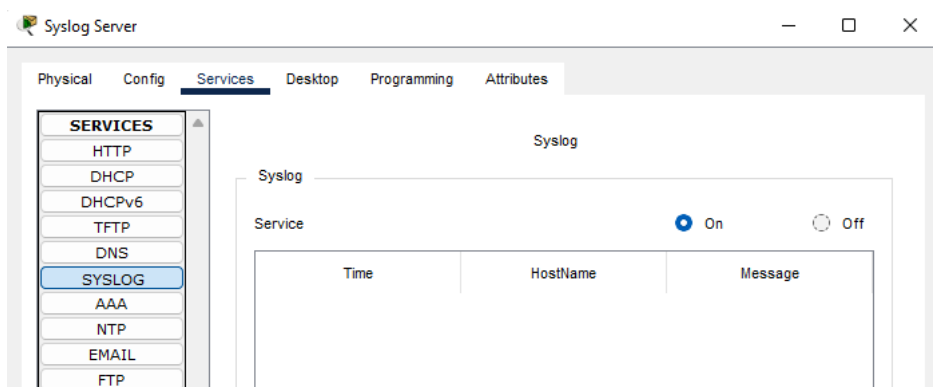 Syslog Server
Physical Config Services Desktop Programming Attributes
SERVICES
HTTP
DHCP
DHCPv6
TFTP
DNS
SYSLOG
AAA
NTP
EMAIL
FTP
Syslog
Syslog
Service On Off
Time HostName Message